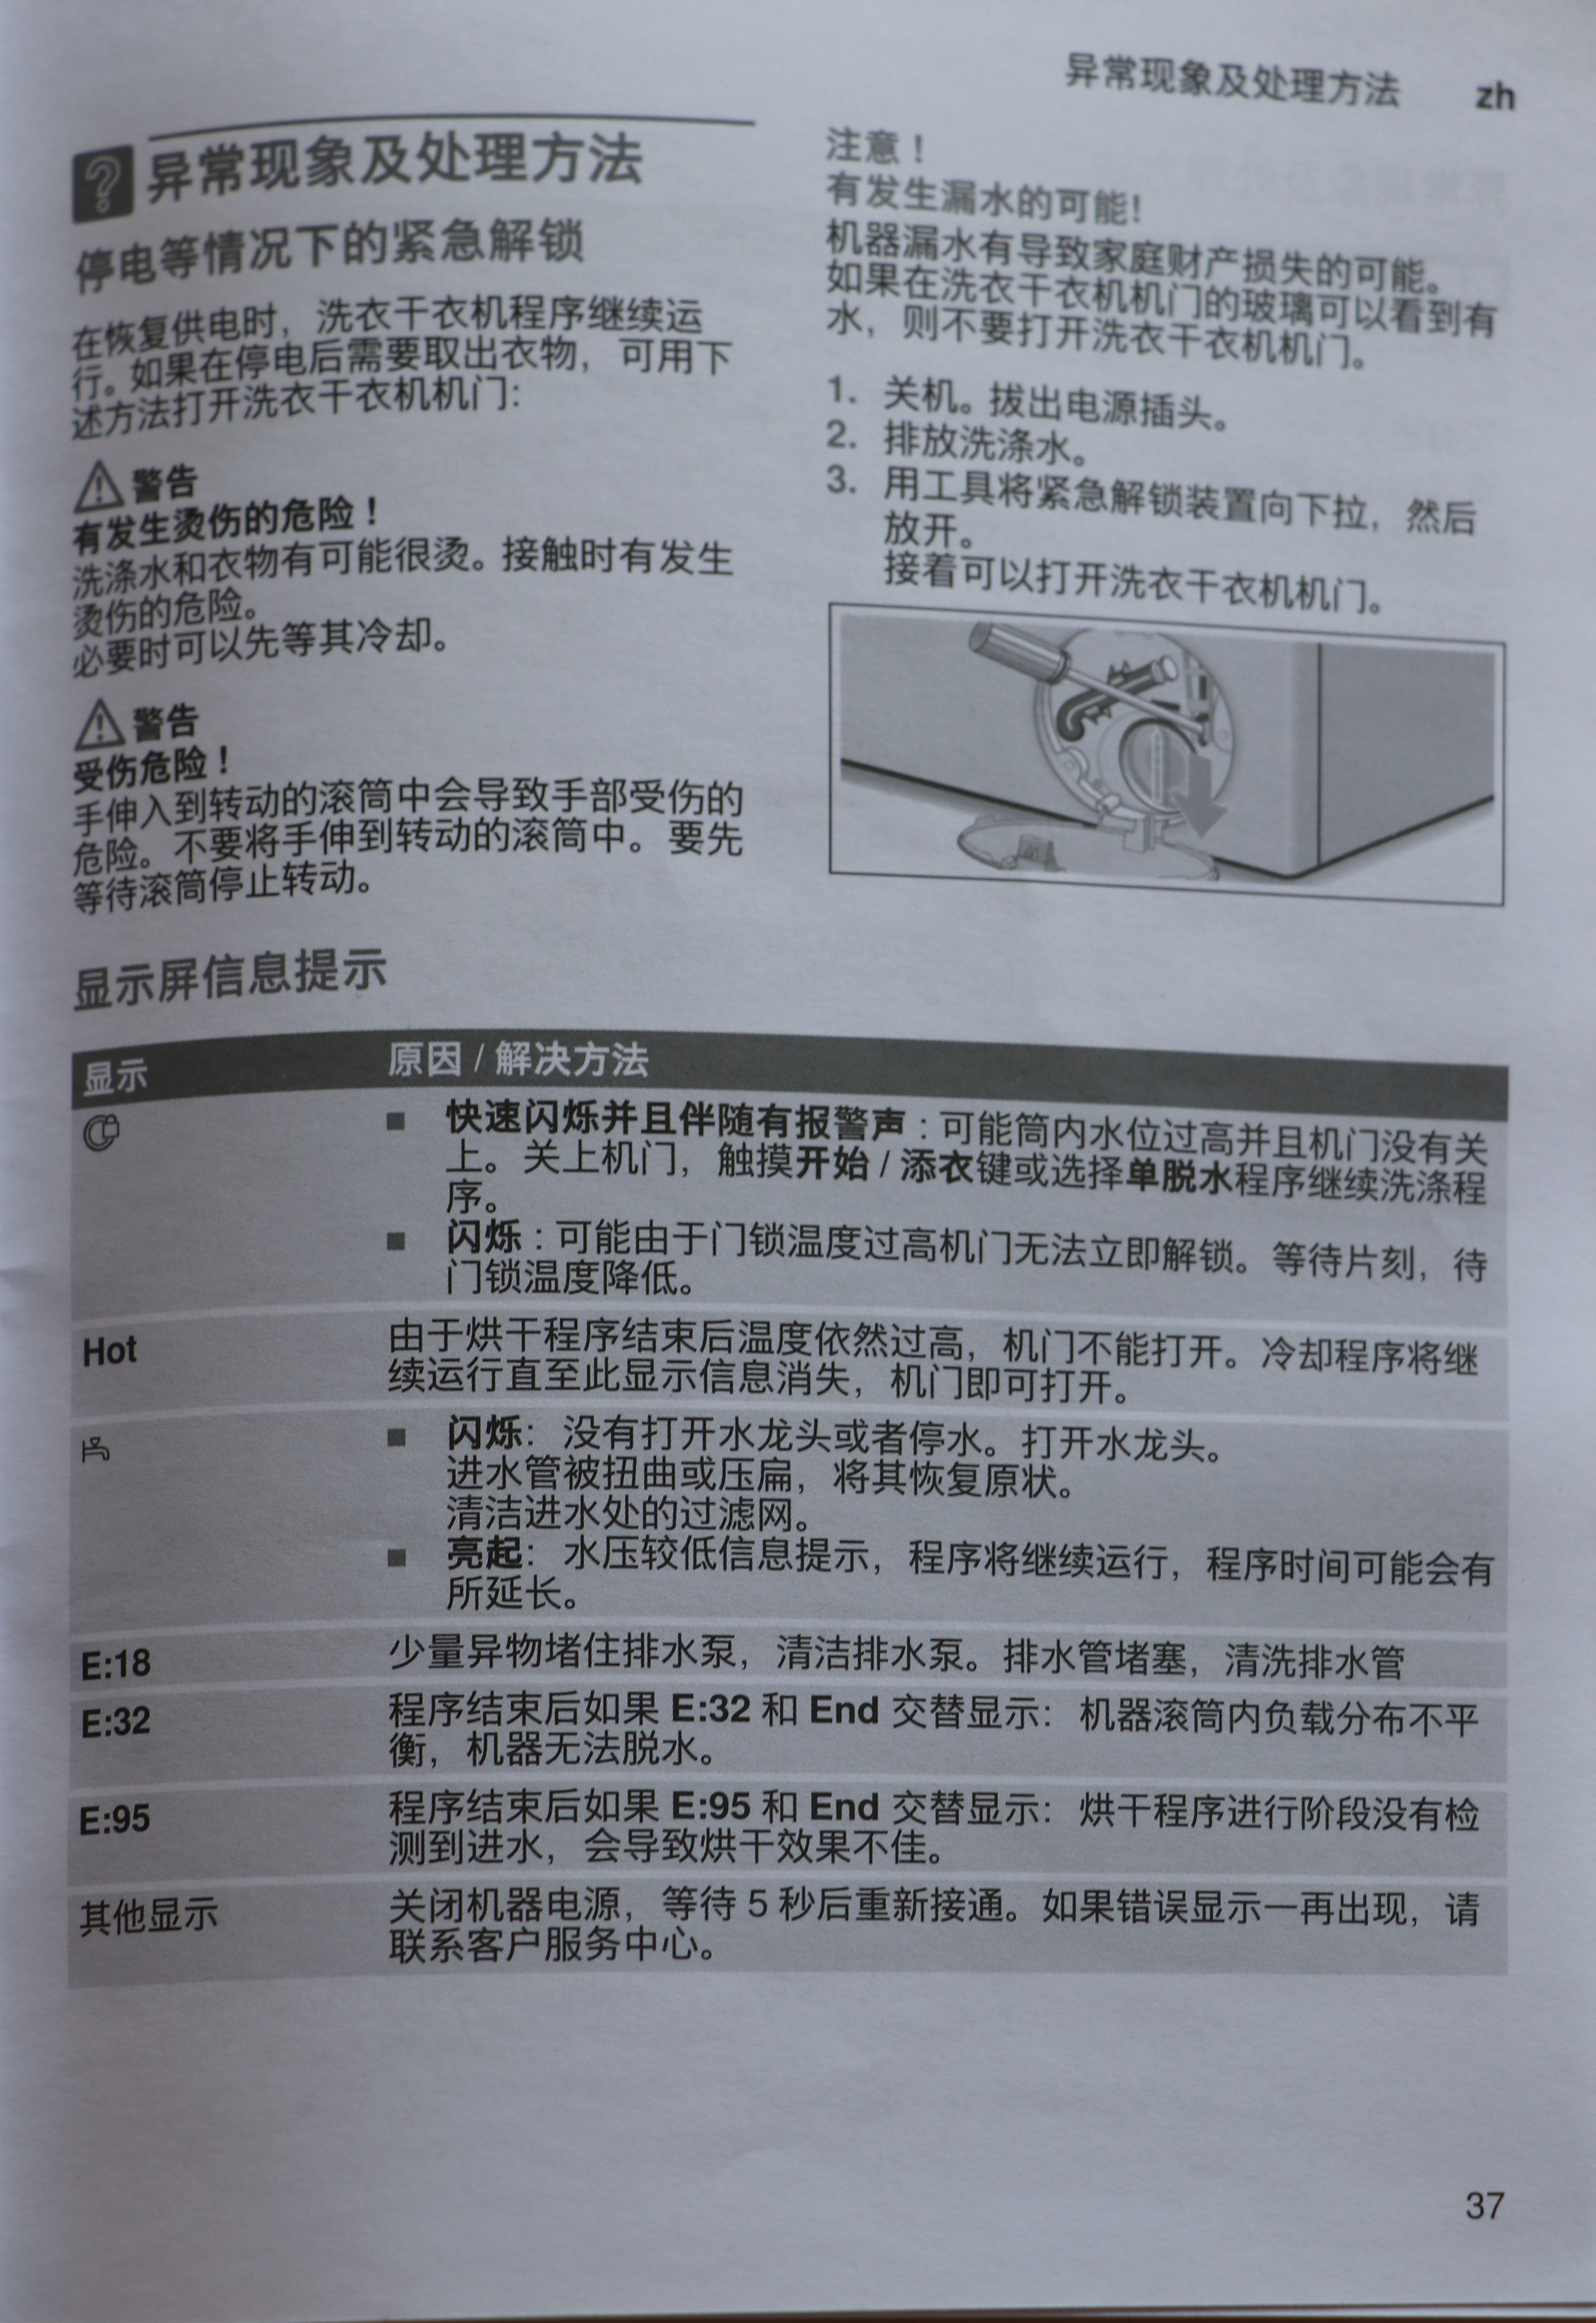 异常现象及处理方法 zh
异常现象及处理方法
停电等情况下的紧急解锁
在恢复供电时，洗衣干衣机程序继续运
行。如果在停电后需要取出衣物，可用下
述方法打开洗衣干衣机机门：
警告
有发生烫伤的危险！
洗涤水和衣物有可能很烫。接触时有发生
烫伤的危险。
必要时可以先等其冷却。
警告
受伤危险！
手伸入到转动的滚筒中会导致手部受伤的
危险。不要将手伸到转动的滚筒中。要先
等待滚筒停止转动。
注意！
有发生漏水的可能！
机器漏水有导致家庭财产损失的可能。
如果在洗衣干衣机机门的玻璃可以看到有
水，则不要打开洗衣干衣机机门。
1. 关机。拔出电源插头。
2. 排放洗涤水。
3. 用工具将紧急解锁装置向下拉，然后
放开。
接着可以打开洗衣干衣机机门。
显示屏信息提示
显示 原因 / 解决方法
■ 快速闪烁并且伴随有报警声：可能筒内水位过高并且机门没有关
上。关上机门，触摸开始 / 添衣键或选择单脱水程序继续洗涤程
序。
■ 闪烁：可能由于门锁温度过高机门无法立即解锁。等待片刻，待
门锁温度降低。
Hot 由于烘干程序结束后温度依然过高，机门不能打开。冷却程序将继
续运行直至此显示信息消失，机门即可打开。
■ 闪烁：没有打开水龙头或者停水。打开水龙头。
进水管被扭曲或压扁，将其恢复原状。
清洁进水处的过滤网。
■ 亮起：水压较低信息提示，程序将继续运行，程序时间可能会有
所延长。
E:18 少量异物堵住排水泵，清洁排水泵。排水管堵塞，清洗排水管
E:32 程序结束后如果 E:32 和 End 交替显示：机器滚筒内负载分布不平
衡，机器无法脱水。
E:95 程序结束后如果 E:95 和 End 交替显示：烘干程序进行阶段没有检
测到进水，会导致烘干效果不佳。
其他显示 关闭机器电源，等待 5 秒后重新接通。如果错误显示一再出现，请
联系客户服务中心。
37